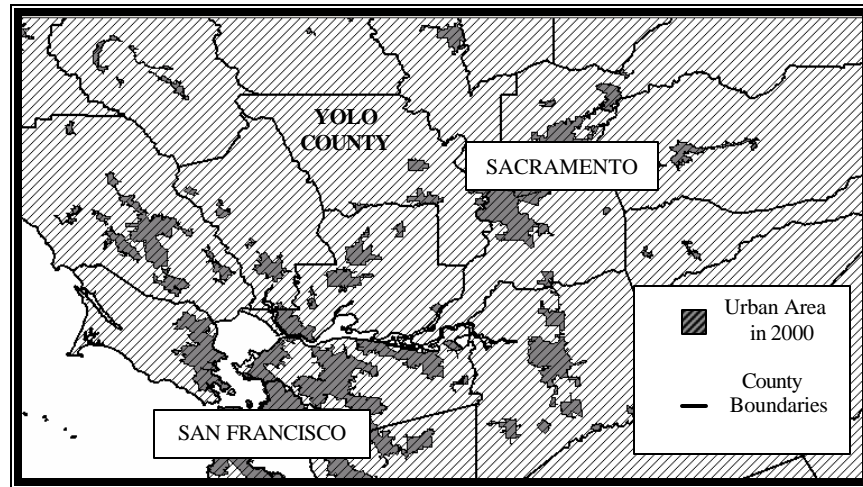 YOLO
COUNTY
SACRAMENTO
Urban Area
in 2000
County
Boundaries
SAN FRANCISCO